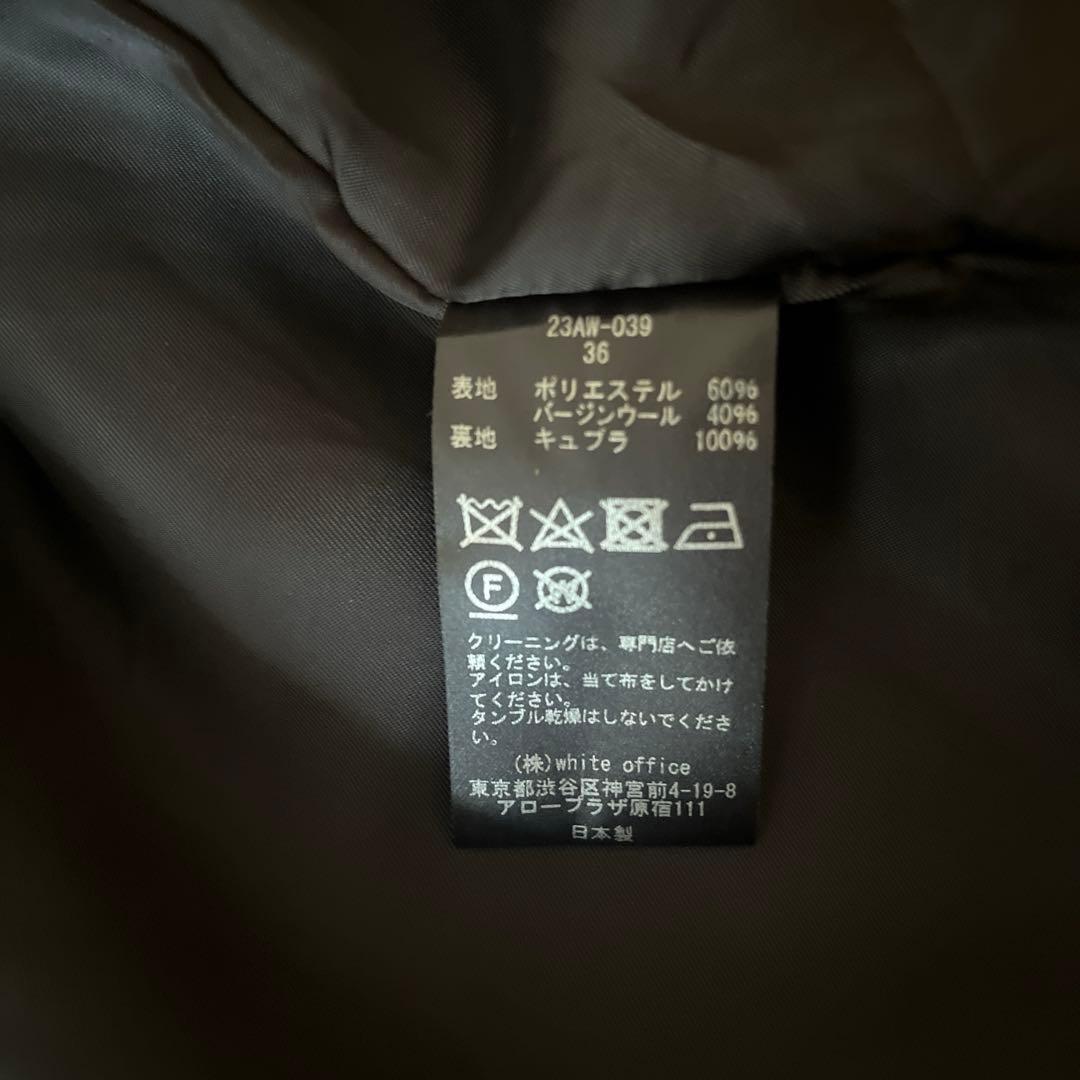 23AW-039
36
表地 ポリエステル 60%
バージンウール 40%
裏地 キュプラ 100%
F
W
クリーニングは、専門店へご依
頼ください。
アイロンは、当て布をしてかけ
てください。
タンブル乾燥はしないでくださ
い。
(株)white office
東京都渋谷区神宮前4-19-8
アロープラザ原宿111
日本製